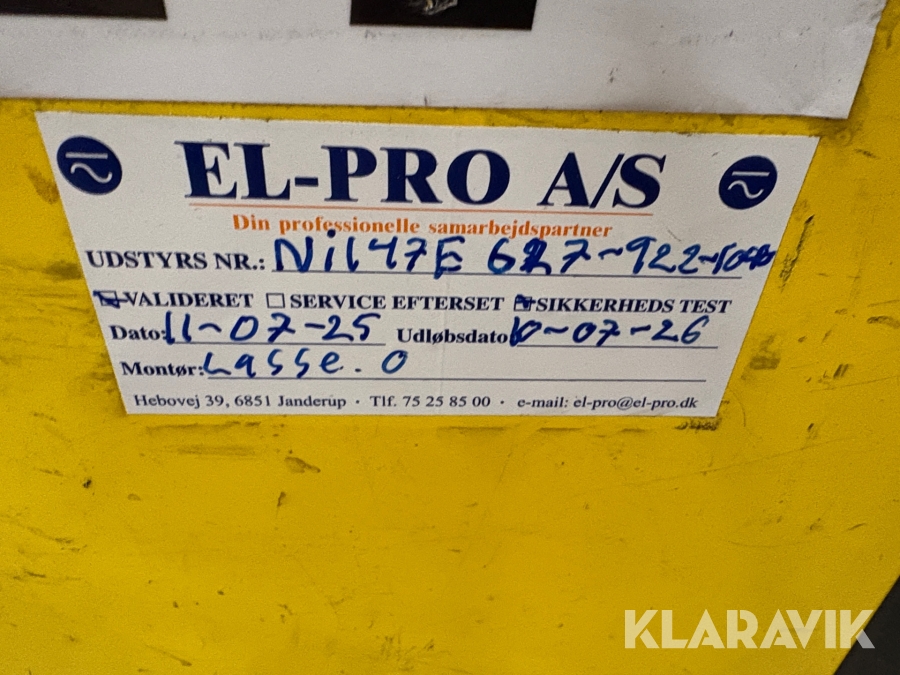 EL-PRO A/S
Din professionelle samarbejdspartner
UDSTYRS NR.: Nil47E 627-922-
VALIDERET SERVICE EFTERSET SIKKERHEDS TEST
Dato: 11-07-25 Udløbsdato 10-07-26
Montør: Lasse. O
Hebovej 39, 6851 Janderup · Tlf. 75 25 85 00 · e-mail: el-pro@el-pro.dk
KLARAVIK